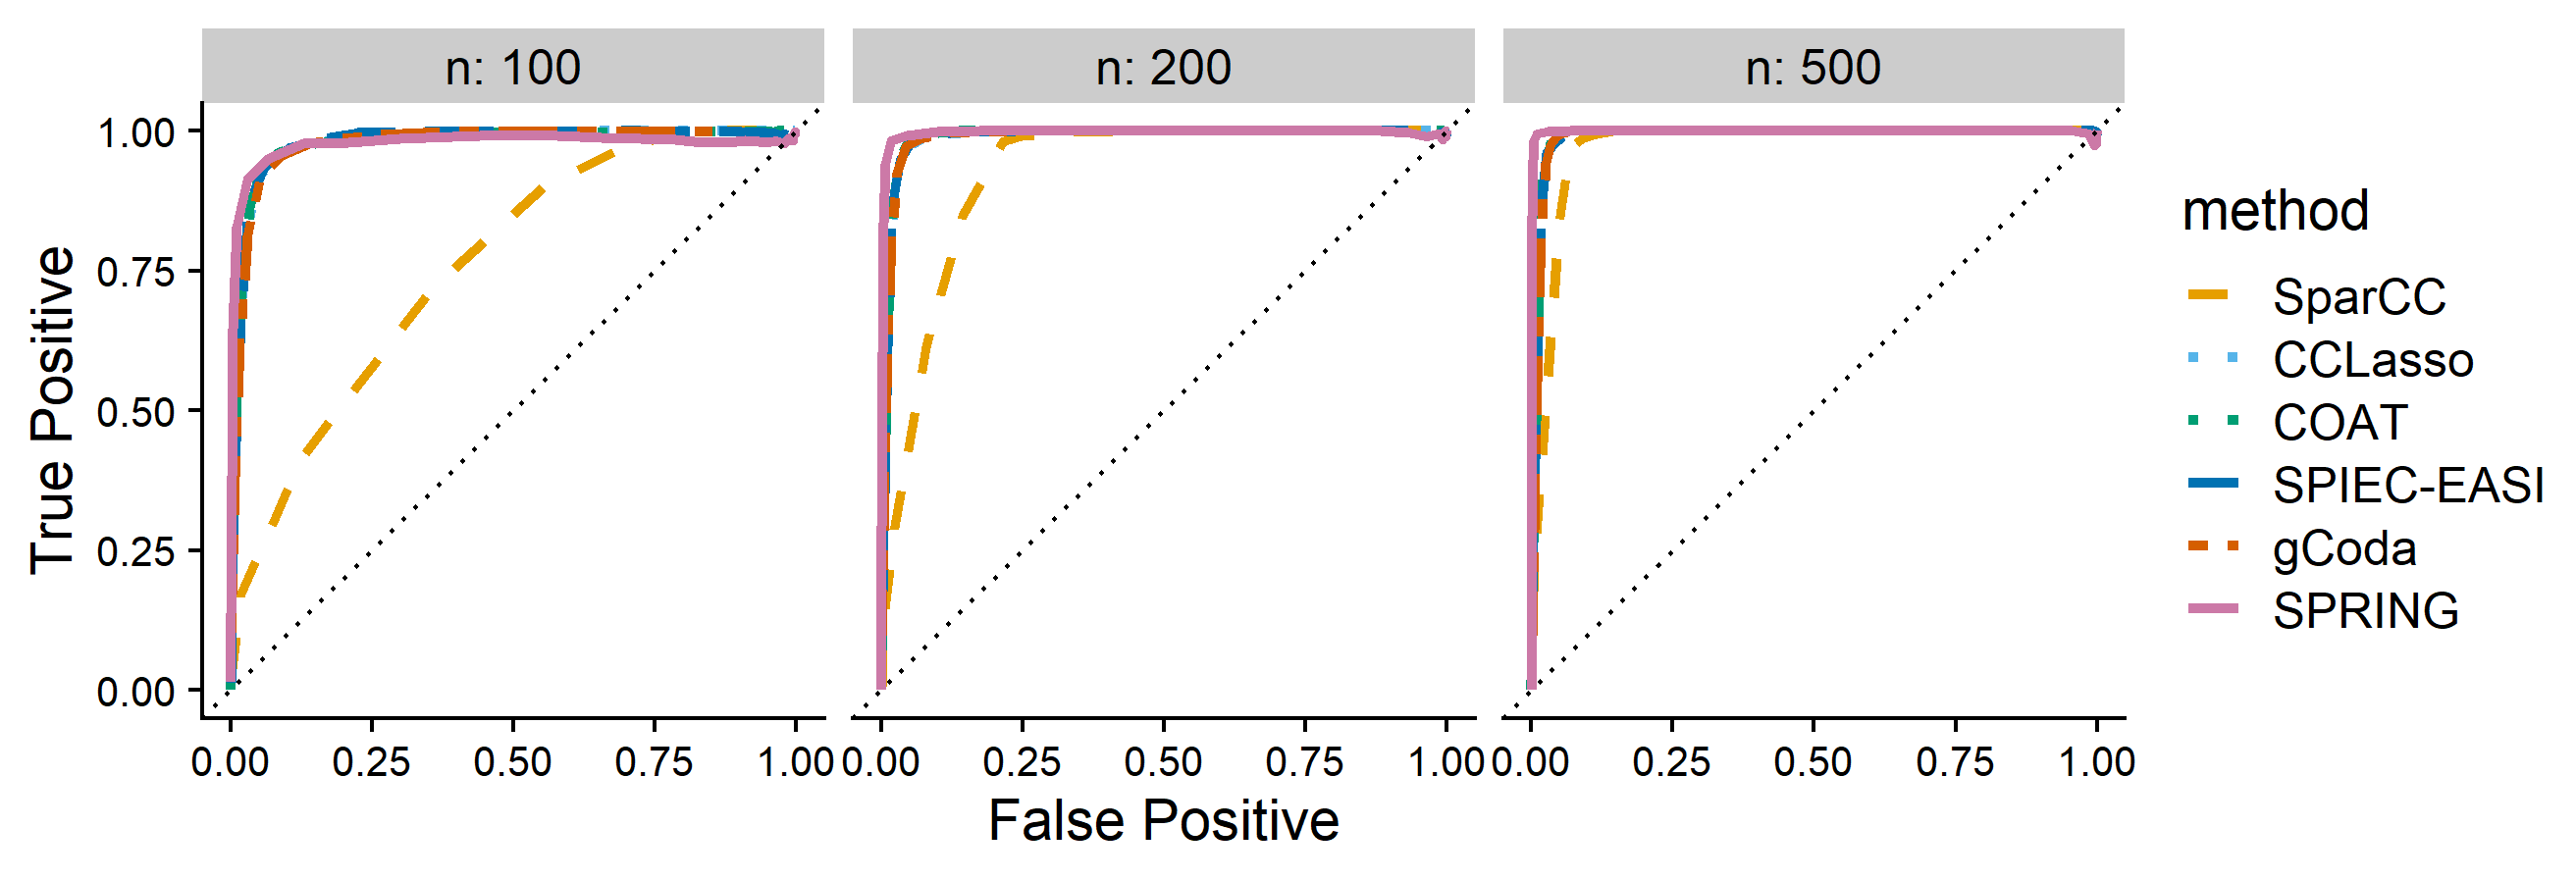 n: 100
n: 200
n: 500
True Positive
1.00
0.75
0.50
0.25
0.00
0.00 0.25 0.50 0.75 1.00
0.00 0.25 0.50 0.75 1.00
0.00 0.25 0.50 0.75 1.00
False Positive
method
SparCC
CCLasso
COAT
SPIEC-EASI
gCoda
SPRING